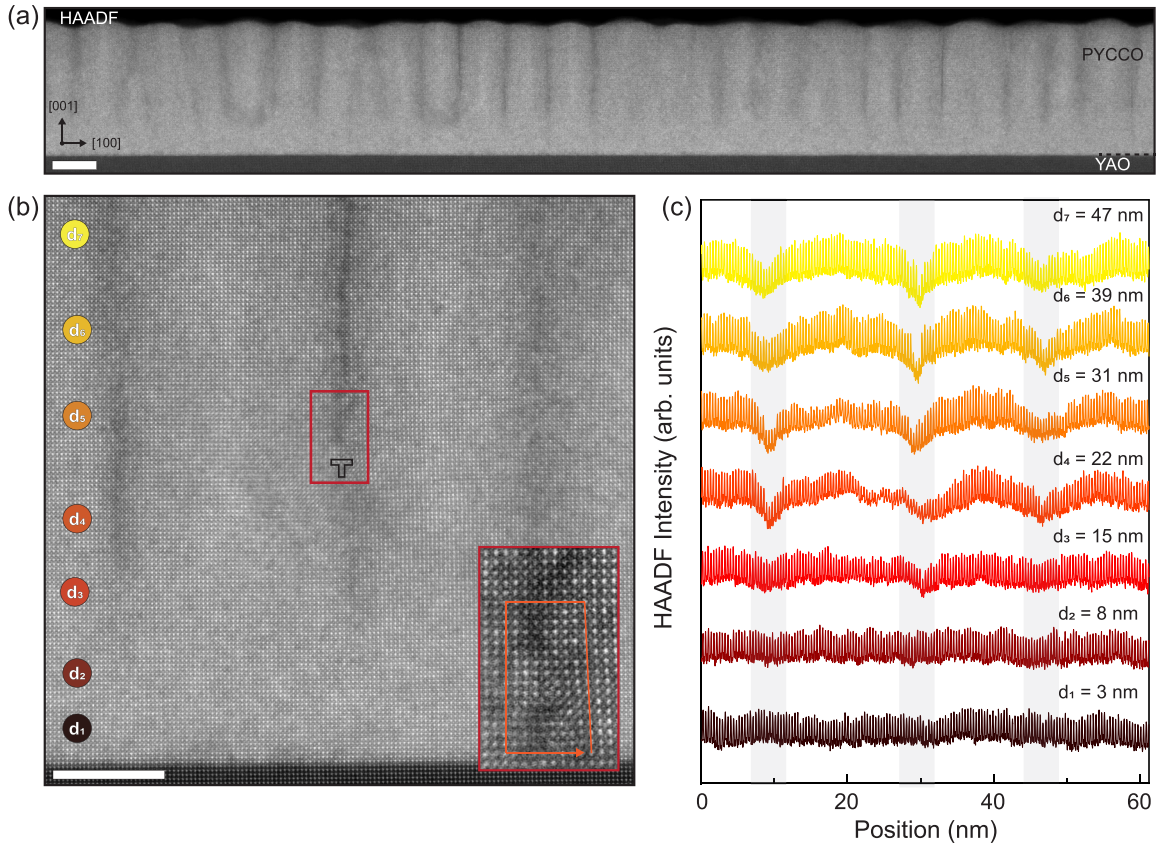 (a)
HAADF
PYCCO
[001]
[100]
YAO
(b)
d₇
d₆
d₅
d₄
d₃
d₂
d₁
(c)
d₇ = 47 nm
d₆ = 39 nm
d₅ = 31 nm
d₄ = 22 nm
d₃ = 15 nm
d₂ = 8 nm
d₁ = 3 nm
HAADF Intensity (arb. units)
0 20 40 60
Position (nm)